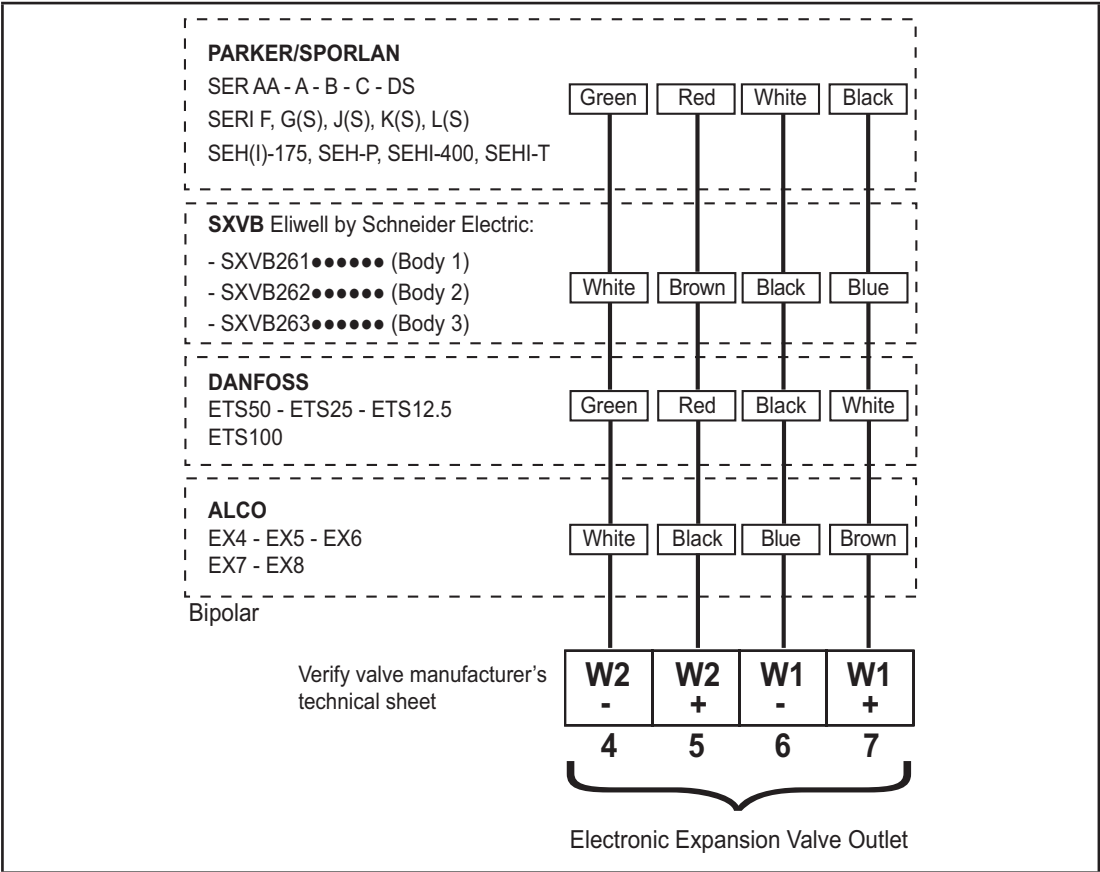 PARKER/SPORLAN
SER AA - A - B - C - DS
SERI F, G(S), J(S), K(S), L(S)
SEH(I)-175, SEH-P, SEHI-400, SEHI-T
Green Red White Black
SXVB Eliwell by Schneider Electric:
- SXVB261●●●●●● (Body 1)
- SXVB262●●●●●● (Body 2)
- SXVB263●●●●●● (Body 3)
White Brown Black Blue
DANFOSS
ETS50 - ETS25 - ETS12.5
ETS100
Green Red Black White
ALCO
EX4 - EX5 - EX6
EX7 - EX8
White Black Blue Brown
Bipolar
Verify valve manufacturer's
technical sheet
W2 W2 W1 W1
- + - +
4 5 6 7
Electronic Expansion Valve Outlet